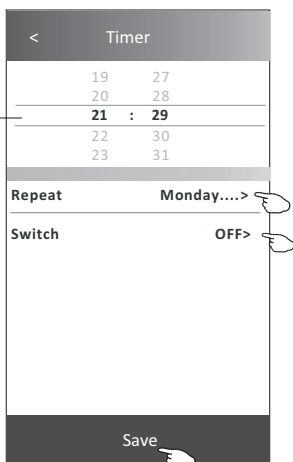 < Timer
19 27
20 28
21 : 29
22 30
23 31
Repeat Monday....>
Switch OFF>
Save